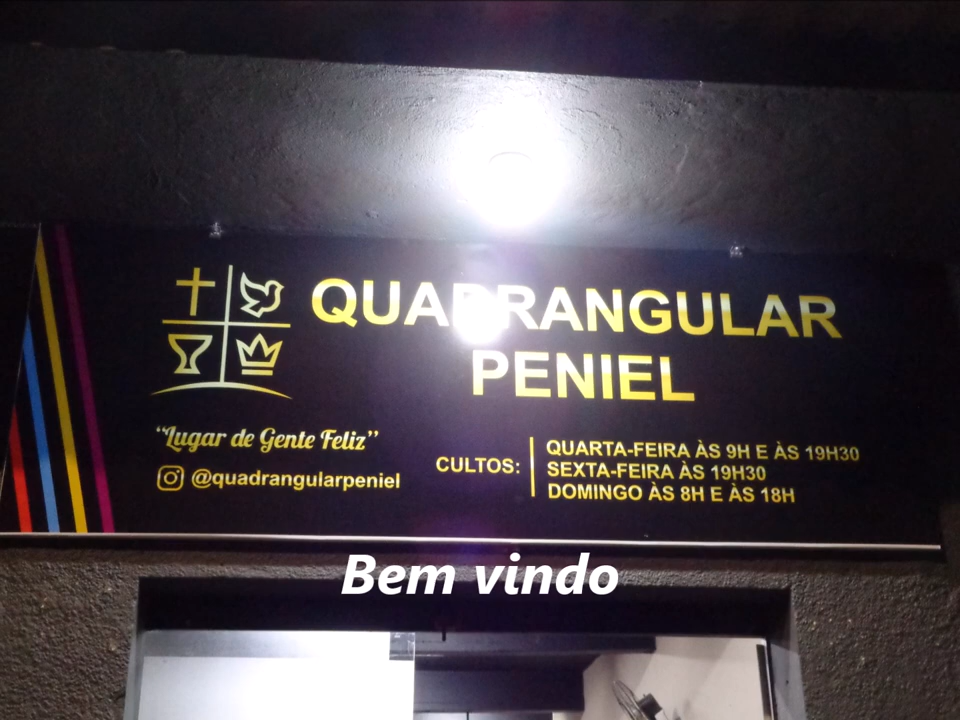 QUADRANGULAR
PENIEL
"Lugar de Gente Feliz"
@quadrangularpeniel
CULTOS:
QUARTA-FEIRA ÀS 9H E ÀS 19H30
SEXTA-FEIRA ÀS 19H30
DOMINGO ÀS 8H E ÀS 18H
Bem vindo